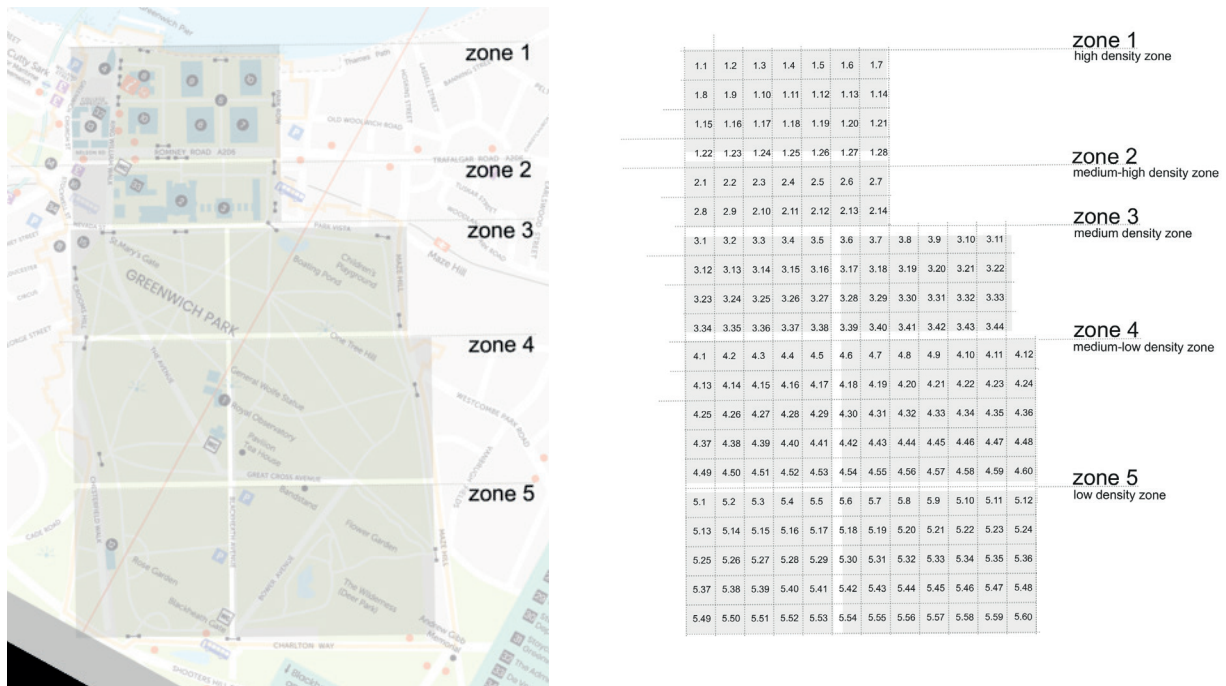 Greenwich Pier
zone 1
Cutty Sark
Thames Path
BANNING STREET
OLD WOOLWICH ROAD
PARK ROW
KING WILLIAM WALK
ROMNEY ROAD A206
TRAFALGAR ROAD A206
zone 2
TUSKAR STREET
zone 3
PARK VISTA
St Mary's Gate
Boating Pond
Children's
Playground
MAZE HILL
Maze Hill
GREENWICH PARK
CROOMS HILL
CIRCUS
One Tree Hill
zone 4
THE AVENUE
General Wolfe Statue
Royal Observatory
Pavilion
Tea House
WESTCOMBE PARK ROAD
VANBRUGH FIELDS
GREAT CROSS AVENUE
Bandstand
zone 5
CHESTERFIELD WALK
BLACKHEATH AVENUE
Flower Garden
CADE ROAD
MAZE HILL
Rose Garden
BOWER AVENUE
The Wilderness
(Deer Park)
Blackheath Gate
Andrew Gibb
Memorial
CHARLTON WAY
SHOOTERS HILL
zone 1
high density zone
1.1 1.2 1.3 1.4 1.5 1.6 1.7
1.8 1.9 1.10 1.11 1.12 1.13 1.14
1.15 1.16 1.17 1.18 1.19 1.20 1.21
1.22 1.23 1.24 1.25 1.26 1.27 1.28
zone 2
medium-high density zone
2.1 2.2 2.3 2.4 2.5 2.6 2.7
2.8 2.9 2.10 2.11 2.12 2.13 2.14
zone 3
medium density zone
3.1 3.2 3.3 3.4 3.5 3.6 3.7 3.8 3.9 3.10 3.11
3.12 3.13 3.14 3.15 3.16 3.17 3.18 3.19 3.20 3.21 3.22
3.23 3.24 3.25 3.26 3.27 3.28 3.29 3.30 3.31 3.32 3.33
3.34 3.35 3.36 3.37 3.38 3.39 3.40 3.41 3.42 3.43 3.44
zone 4
medium-low density zone
4.1 4.2 4.3 4.4 4.5 4.6 4.7 4.8 4.9 4.10 4.11 4.12
4.13 4.14 4.15 4.16 4.17 4.18 4.19 4.20 4.21 4.22 4.23 4.24
4.25 4.26 4.27 4.28 4.29 4.30 4.31 4.32 4.33 4.34 4.35 4.36
4.37 4.38 4.39 4.40 4.41 4.42 4.43 4.44 4.45 4.46 4.47 4.48
4.49 4.50 4.51 4.52 4.53 4.54 4.55 4.56 4.57 4.58 4.59 4.60
zone 5
low density zone
5.1 5.2 5.3 5.4 5.5 5.6 5.7 5.8 5.9 5.10 5.11 5.12
5.13 5.14 5.15 5.16 5.17 5.18 5.19 5.20 5.21 5.22 5.23 5.24
5.25 5.26 5.27 5.28 5.29 5.30 5.31 5.32 5.33 5.34 5.35 5.36
5.37 5.38 5.39 5.40 5.41 5.42 5.43 5.44 5.45 5.46 5.47 5.48
5.49 5.50 5.51 5.52 5.53 5.54 5.55 5.56 5.57 5.58 5.59 5.60